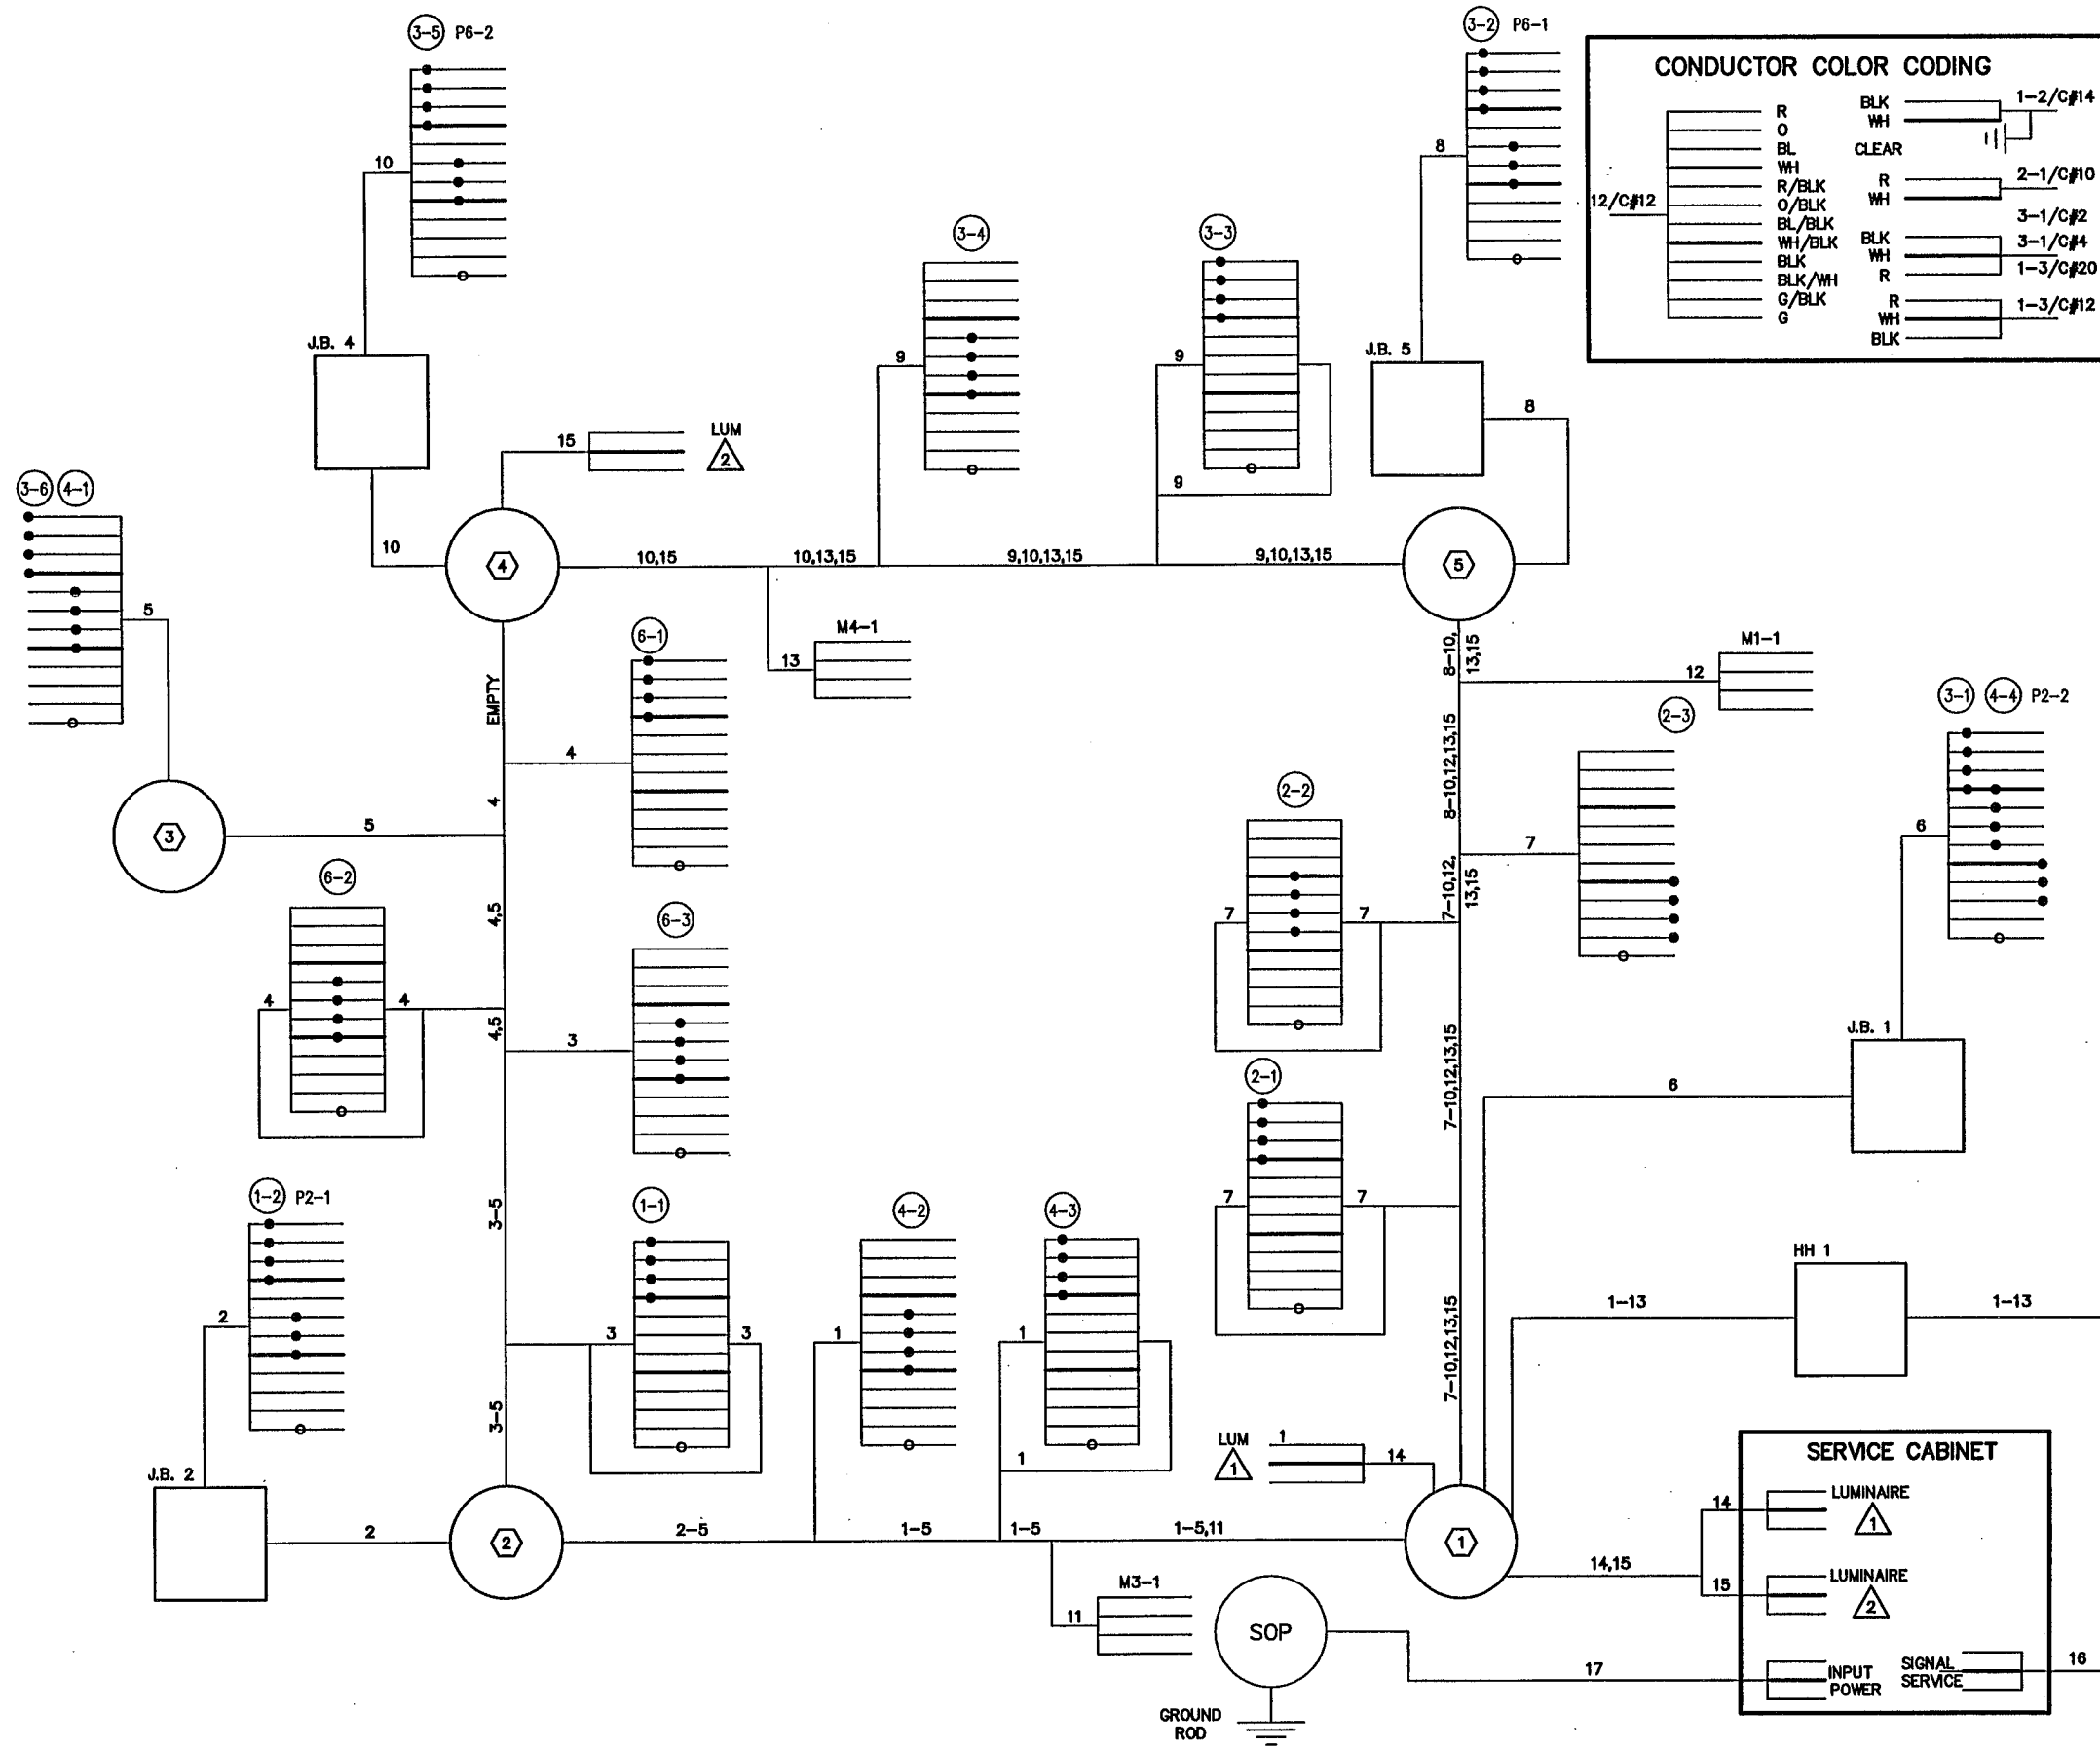 3-5 P6-2
3-2 P6-1
CONDUCTOR COLOR CODING
R
O
BL
WH
R/BLK
O/BLK
BL/BLK
WH/BLK
BLK
BLK/WH
G/BLK
G
12/C#12
BLK
WH
CLEAR
1-2/C#14
R
WH
2-1/C#10
3-1/C#2
BLK
WH
R
3-1/C#4
1-3/C#20
R
WH
BLK
1-3/C#12
10
8
3-4
3-3
J.B. 4
9
9
J.B. 5
8
15
LUM
2
9
3-6 4-1
10
4
10,15
10,13,15
9,10,13,15
9,10,13,15
5
5
6-1
M4-1
13
8-10,
13,15
M1-1
12
EMPTY
3-1 4-4 P2-2
2-3
4
8-10,12,13,15
2-2
4
3
5
6
7
6-2
7-10,12,
13,15
4,5
6-3
7
7
4
4
4,5
3
J.B. 1
7-10,12,13,15
2-1
6
1-2 P2-1
3-5
1-1
4-2
4-3
7
7
HH 1
1-13
1-13
2
3
3
1
1
1
7-10,12,13,15
3-5
LUM
1
1
14
SERVICE CABINET
J.B. 2
LUMINAIRE
1
14
2
2
2-5
1-5
1-5
1-5,11
1
14,15
LUMINAIRE
2
15
M3-1
11
SOP
17
INPUT
POWER
SIGNAL
SERVICE
16
GROUND
ROD